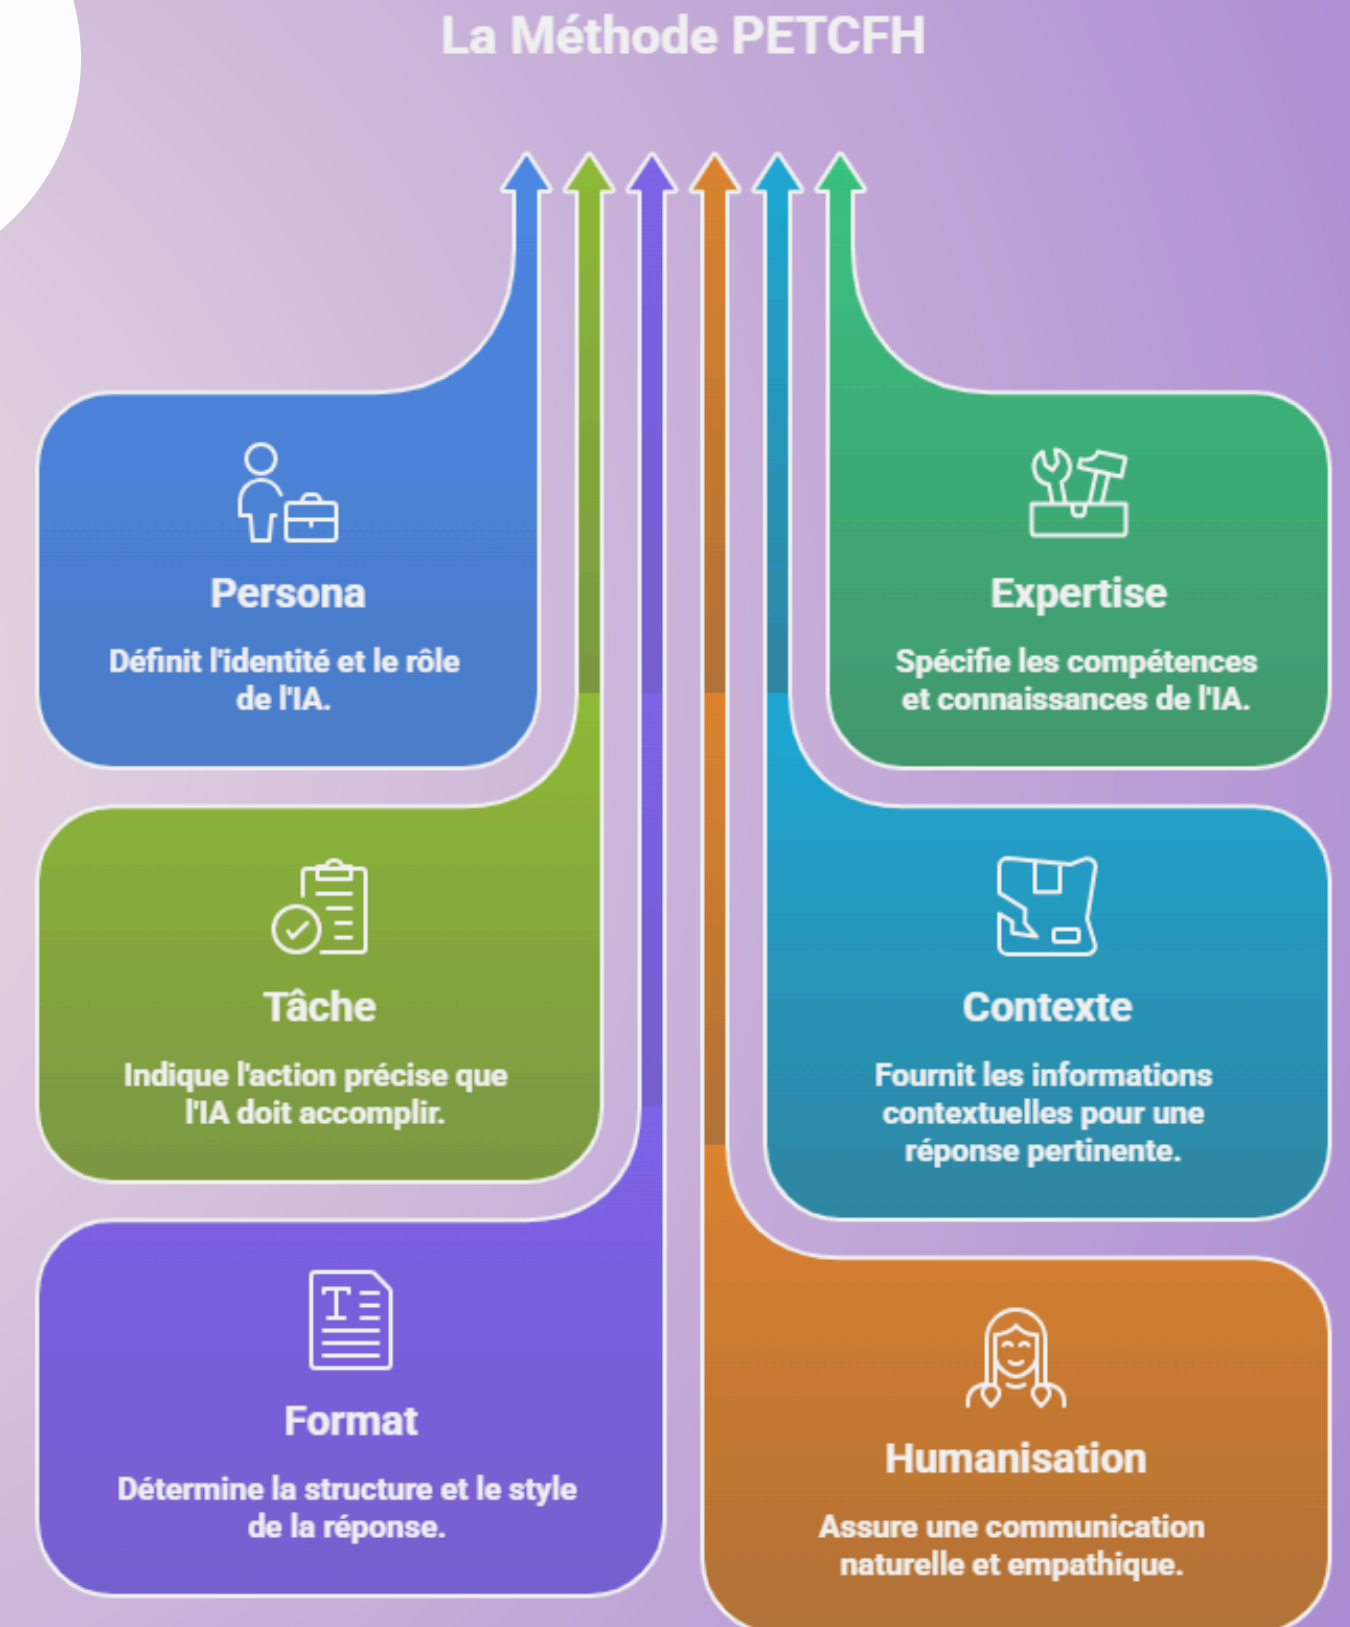 La Méthode PETCFH
Persona
Définit l'identité et le rôle
de l'IA.
Expertise
Spécifie les compétences
et connaissances de l'IA.
Tâche
Indique l'action précise que
l'IA doit accomplir.
Contexte
Fournit les informations
contextuelles pour une
réponse pertinente.
Format
Détermine la structure et le style
de la réponse.
Humanisation
Assure une communication
naturelle et empathique.